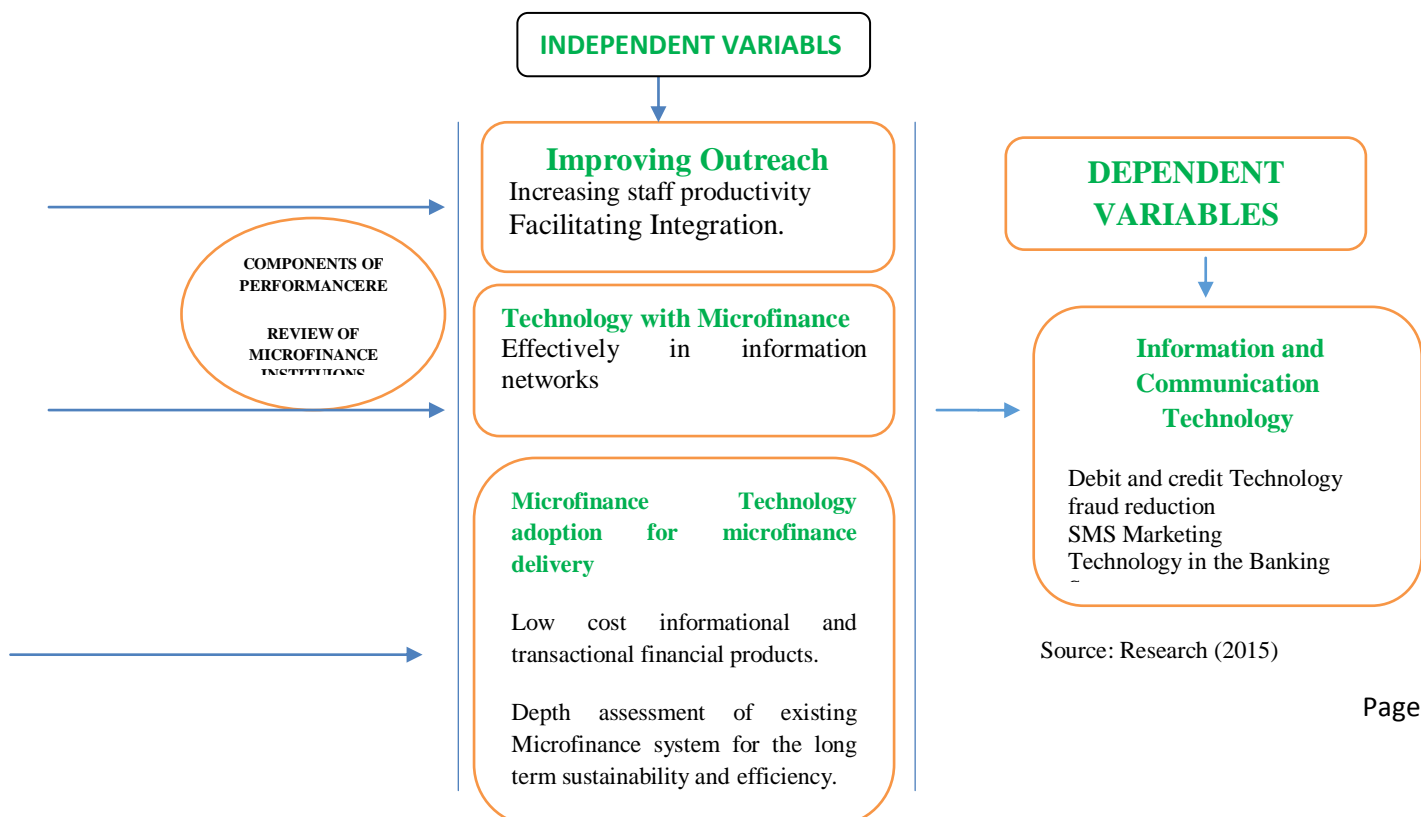 INDEPENDENT VARIABLS
Improving Outreach
Increasing staff productivity
Facilitating Integration.
COMPONENTS OF
PERFORMANCERE
REVIEW OF
MICROFINANCE
INSTITUIONS
Technology with Microfinance
Effectively in information
networks
Microfinance Technology
adoption for microfinance
delivery
Low cost informational and
transactional financial products.
Depth assessment of existing
Microfinance system for the long
term sustainability and efficiency.
DEPENDENT
VARIABLES
Information and
Communication
Technology
Debit and credit Technology
fraud reduction
SMS Marketing
Technology in the Banking
Source: Research (2015)
Page